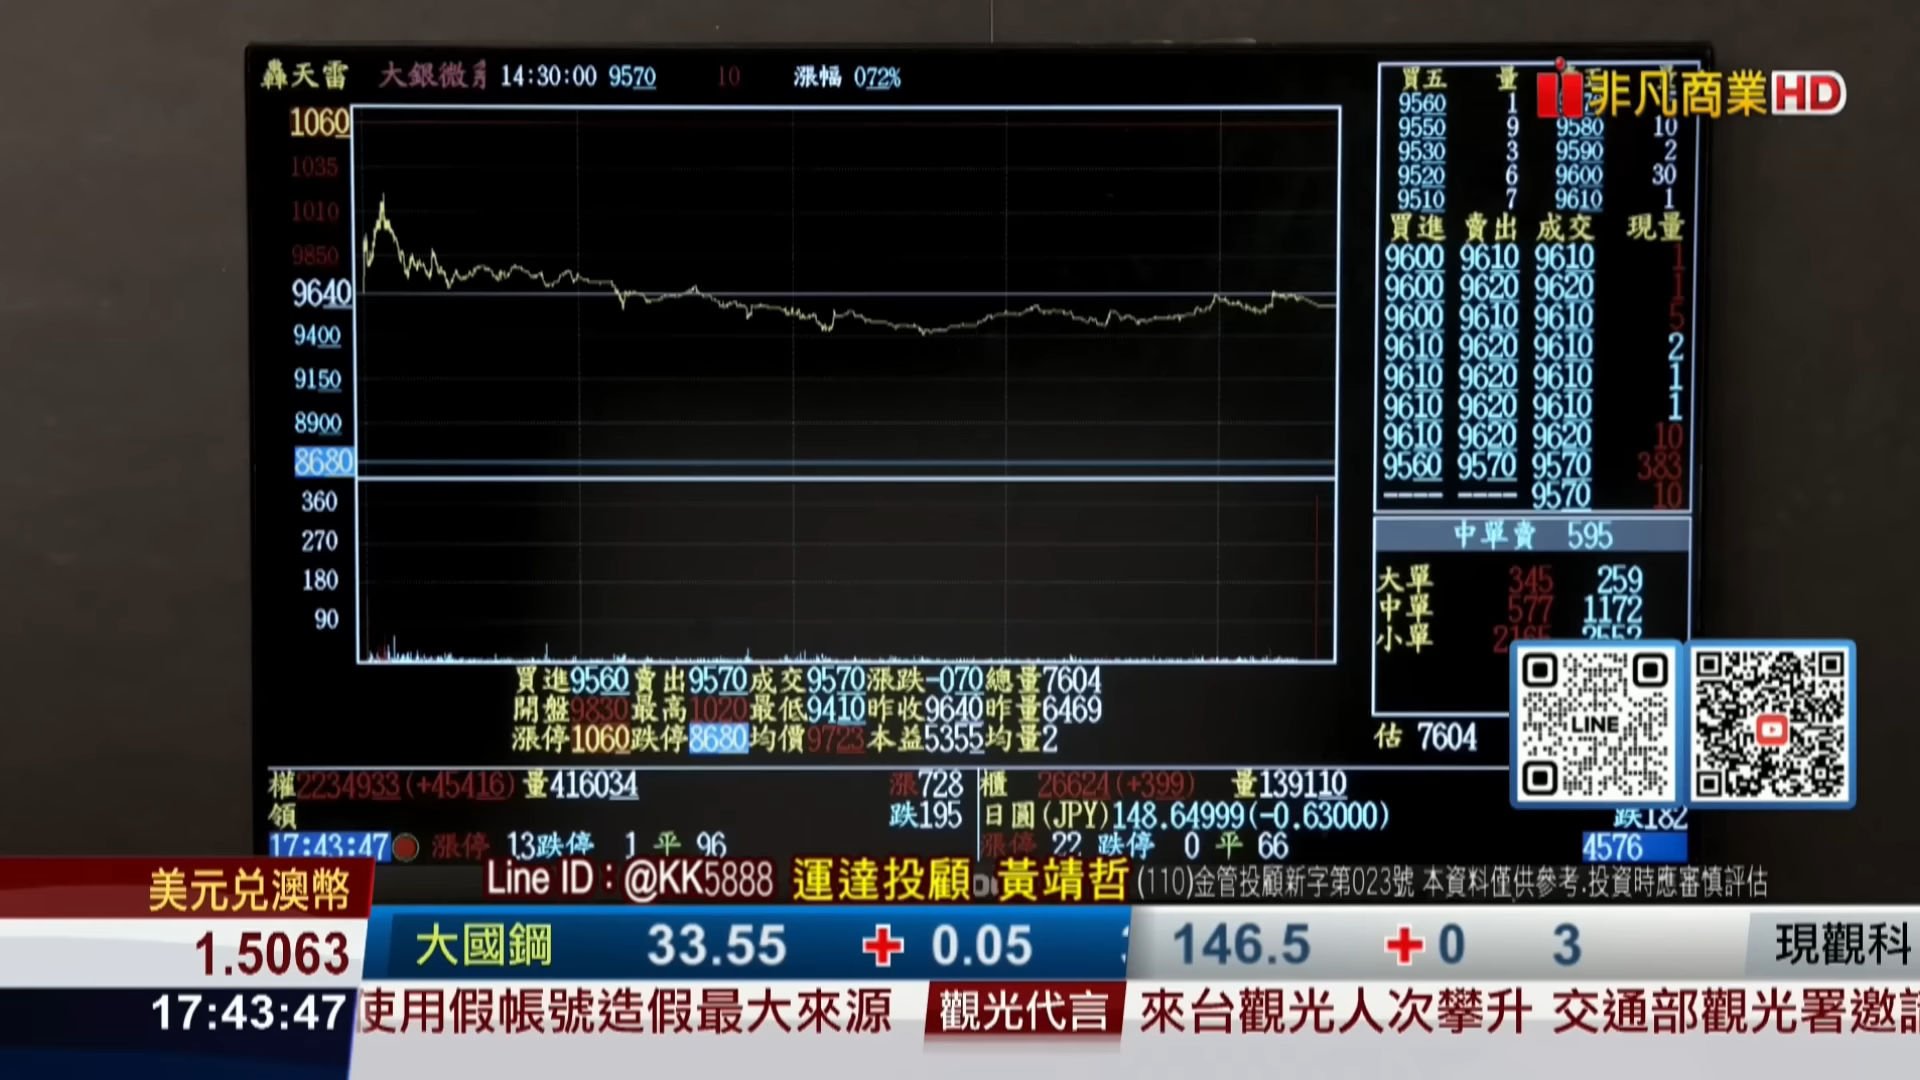 轟天雷 大銀微 14:30:00 9570 10 漲幅 072%
非凡商業HD
1060
1035
1010
9850
9640
9400
9150
8900
8680
360
270
180
90
買五 量
9560 1
9550 9 9580 10
9530 3 9590 2
9520 6 9600 30
9510 7 9610 1
買進 賣出 成交 現量
9600 9610 9610 1
9600 9620 9620 1
9600 9610 9610 5
9610 9620 9610 2
9610 9620 9610 1
9610 9620 9610 1
9610 9620 9620 10
9560 9570 9570 383
---- ---- 9570 10
中單賣 595
大單 345 259
中單 577 1172
小單 2165 2552
估 7604
買進9560賣出9570成交9570漲跌-070總量7604
開盤9830最高1020最低9410昨收9640昨量6469
漲停1060跌停8680均價9723本益5355均量2
權2234933(+45416)量416034 漲728
領 跌195
17:43:47 漲停 13跌停 1 平 96
櫃 26624(+399) 量139110
日圓(JPY)148.64999(-0.63000) 跌182
漲停 22 跌停 0 平 66 4576
LINE
Line ID：@KK5888 運達投顧 黃靖哲 (110)金管投顧新字第023號 本資料僅供參考.投資時應審慎評估
美元兌澳幣
1.5063
17:43:47
大國鋼 33.55 + 0.05
146.5 + 0 3 現觀科
使用假帳號造假最大來源 觀光代言 來台觀光人次攀升 交通部觀光署邀